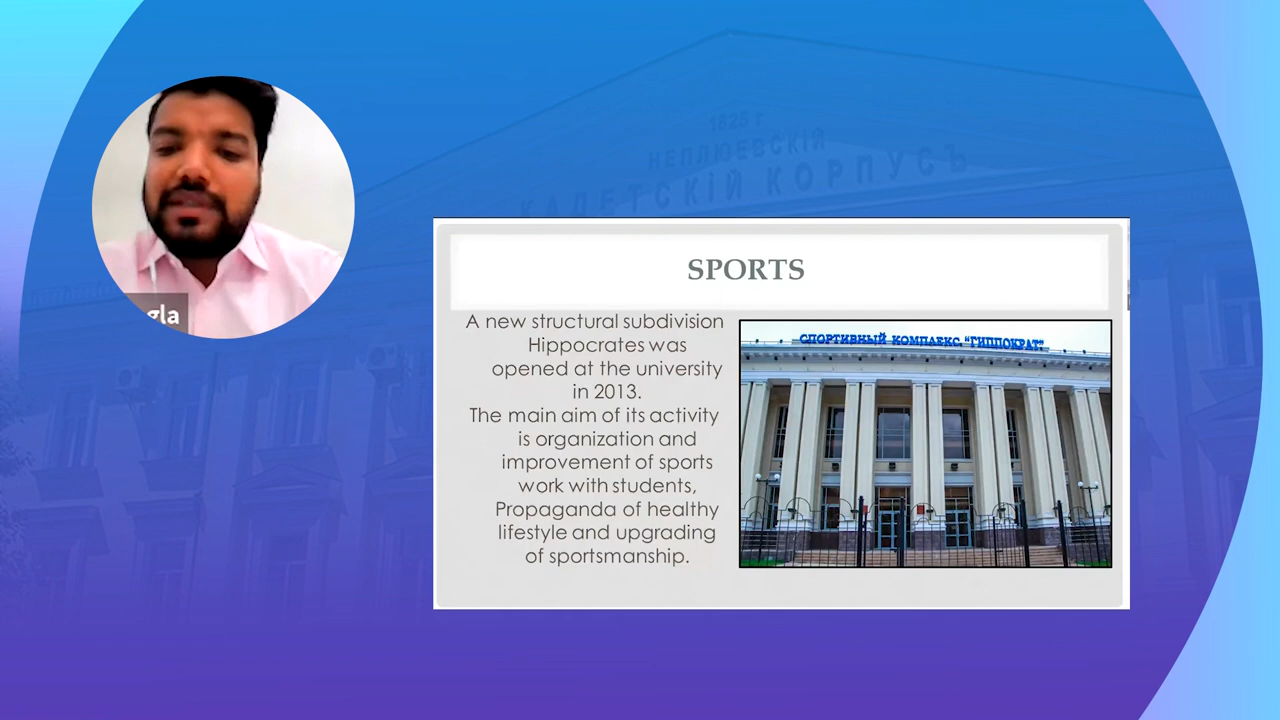 1825 г
НЕПЛЮЕВСКIЙ
КАДЕТСКIЙ КОРПУСЪ
gla
SPORTS
A new structural subdivision
Hippocrates was
opened at the university
in 2013.
The main aim of its activity
is organization and
improvement of sports
work with students,
Propaganda of healthy
lifestyle and upgrading
of sportsmanship.
СПОРТИВНЫЙ КОМПЛЕКС "ГИППОКРАТ"